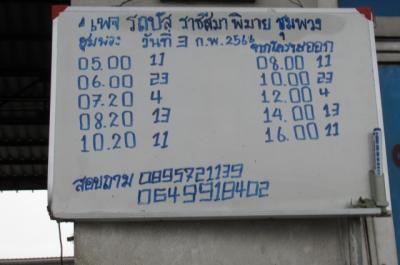 แพจ รถบัส ราชสีมา พิมาย ชุมพวง
ชุมพวง วันที่ 3 ก.พ.2566 จากโคราชออก
05.00 11 08.00 11
06.00 23 10.00 23
07.20 4 12.00 4
08.20 13 14.00 13
10.20 11 16.00 11
สอบถาม 0895721139
0649918402